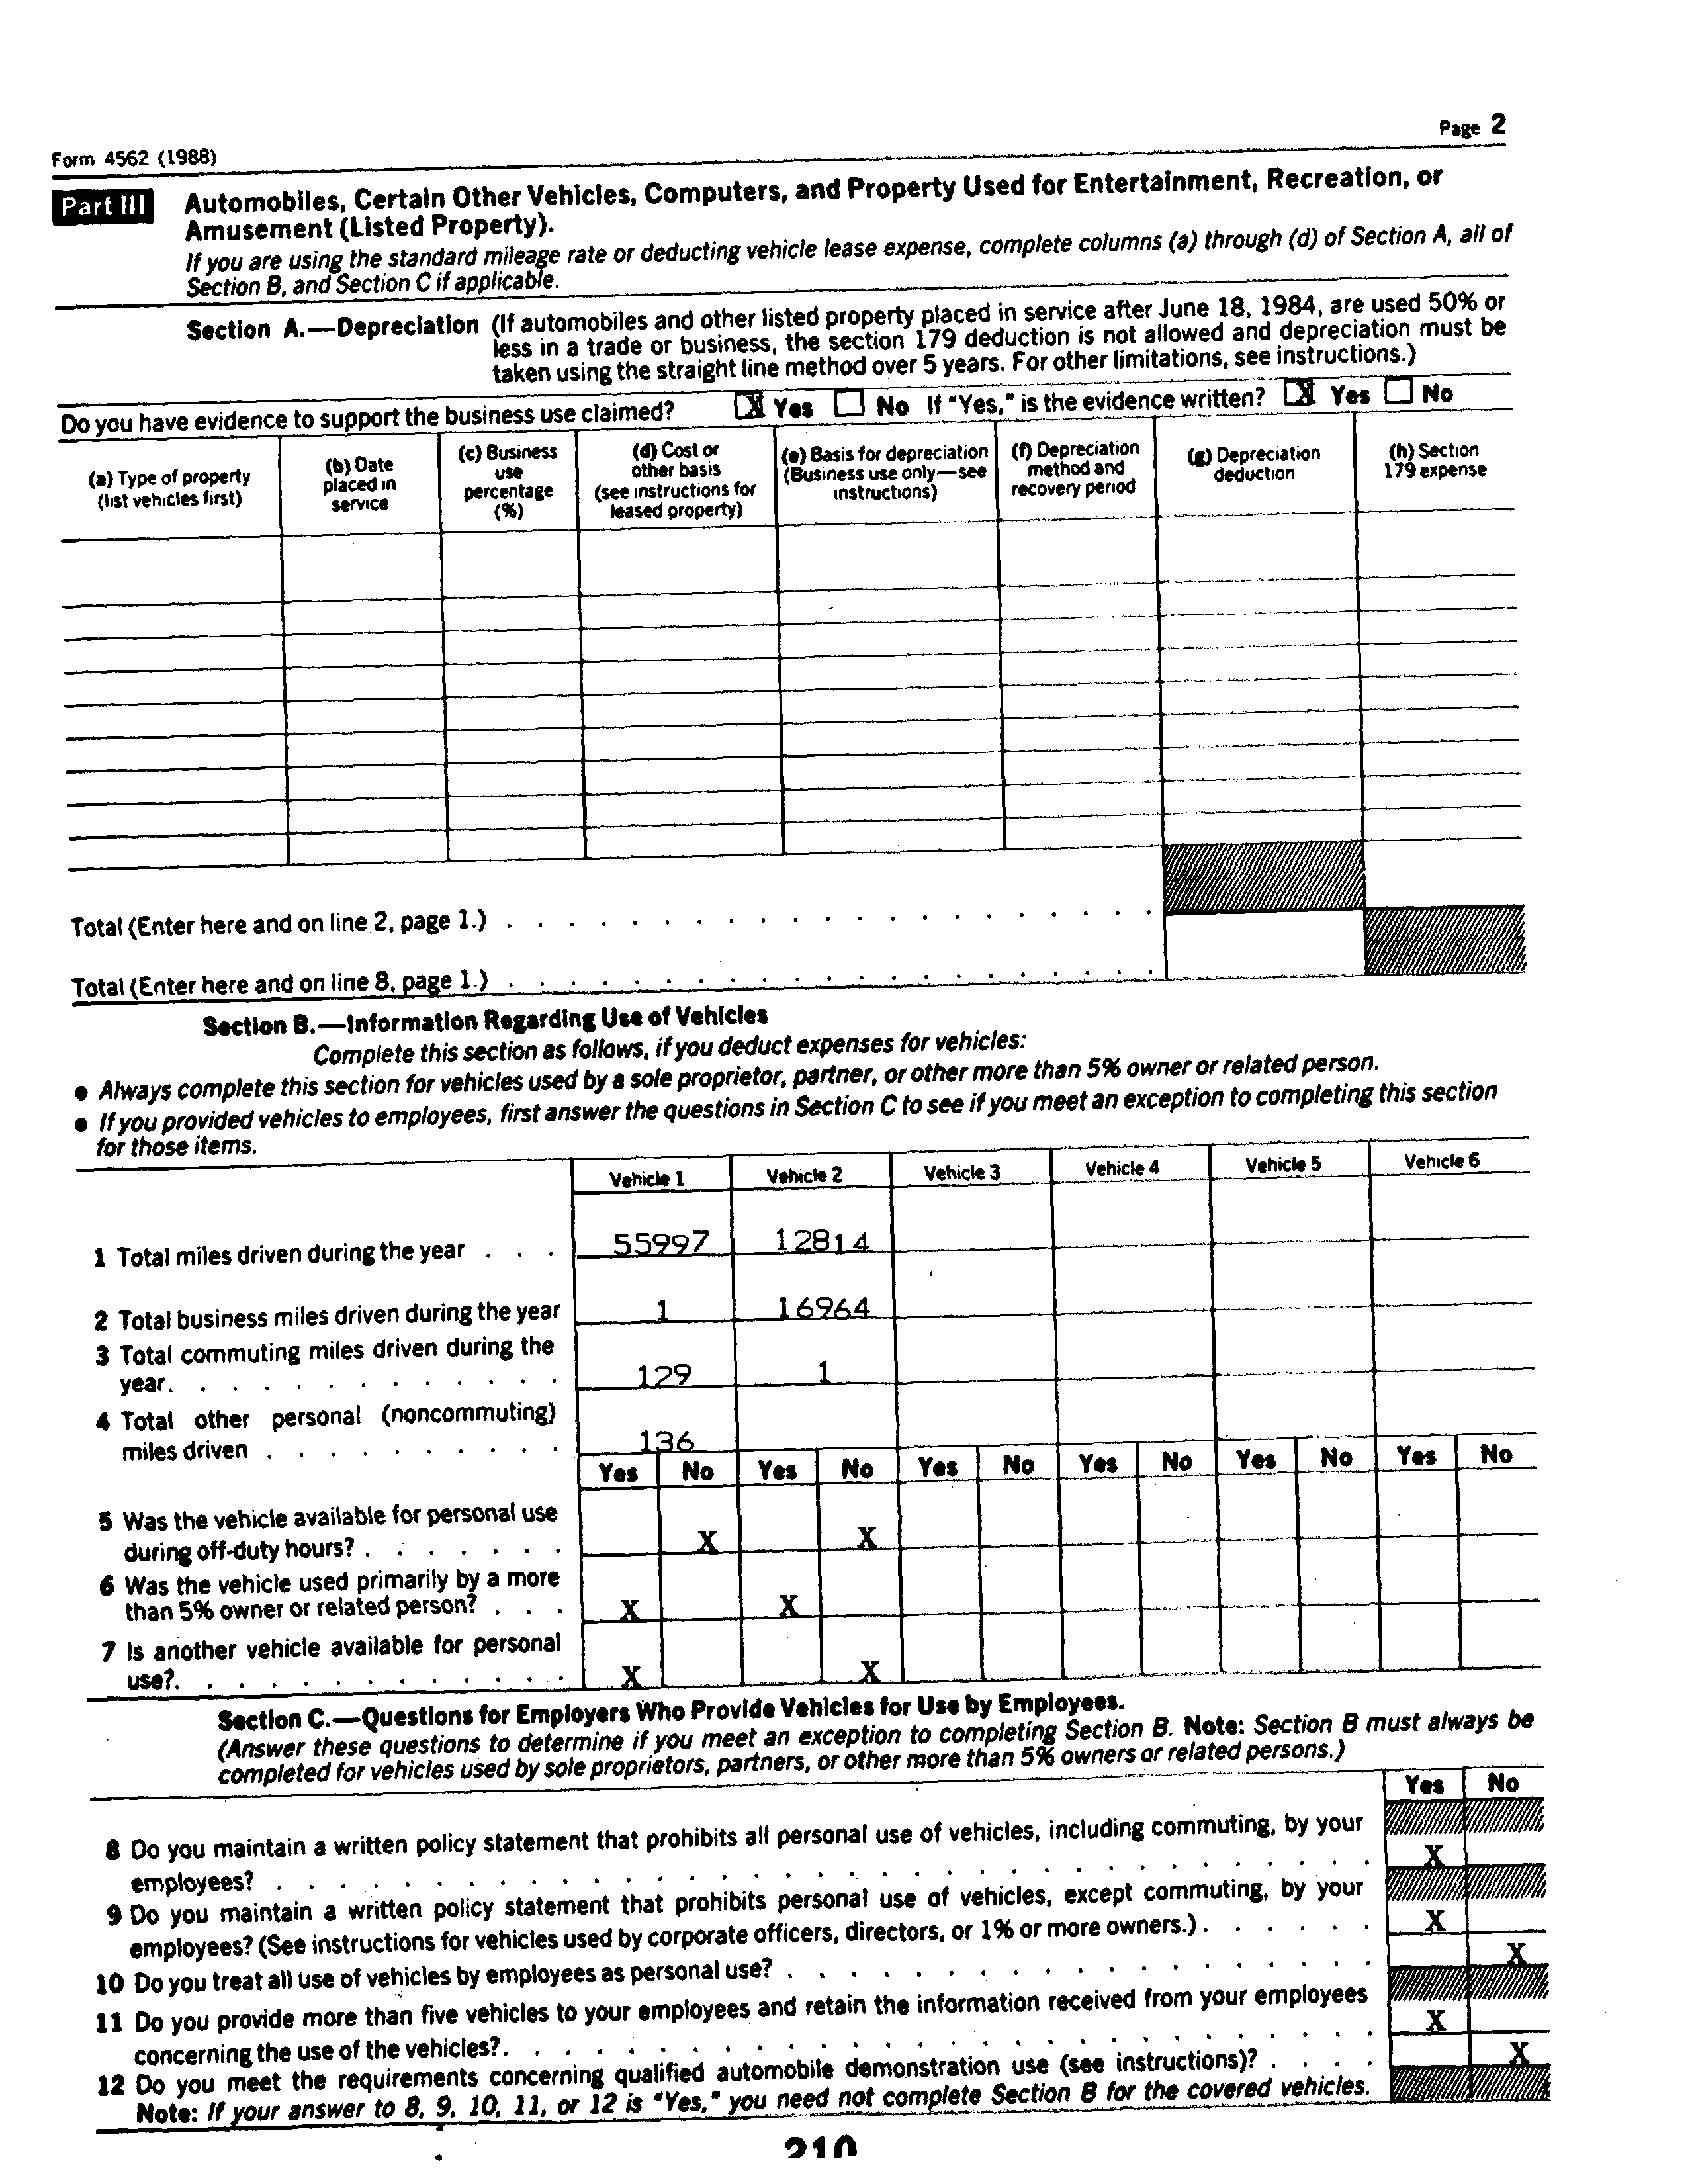 Page 2
Form 4562 (1988)
Part III Automobiles, Certain Other Vehicles, Computers, and Property Used for Entertainment, Recreation, or
Amusement (Listed Property).
If you are using the standard mileage rate or deducting vehicle lease expense, complete columns (a) through (d) of Section A, all of
Section B, and Section C if applicable.
Section A.—Depreciation (If automobiles and other listed property placed in service after June 18, 1984, are used 50% or
less in a trade or business, the section 179 deduction is not allowed and depreciation must be
taken using the straight line method over 5 years. For other limitations, see instructions.)
Do you have evidence to support the business use claimed? X Yes No If "Yes," is the evidence written? X Yes No
(a) Type of property
(list vehicles first)
(b) Date
placed in
service
(c) Business
use
percentage
(%)
(d) Cost or
other basis
(see instructions for
leased property)
(e) Basis for depreciation
(Business use only—see
instructions)
(f) Depreciation
method and
recovery period
(g) Depreciation
deduction
(h) Section
179 expense
Total (Enter here and on line 2, page 1.) . . . . . . . . . . . . . . . . . . . . .
Total (Enter here and on line 8, page 1.) . . . . . . . . . . . . . . . . . . . . .
Section B.—Information Regarding Use of Vehicles
Complete this section as follows, if you deduct expenses for vehicles:
● Always complete this section for vehicles used by a sole proprietor, partner, or other more than 5% owner or related person.
● If you provided vehicles to employees, first answer the questions in Section C to see if you meet an exception to completing this section
for those items.
Vehicle 1 Vehicle 2 Vehicle 3 Vehicle 4 Vehicle 5 Vehicle 6
1 Total miles driven during the year . . . 55997 12814
2 Total business miles driven during the year 1 16964
3 Total commuting miles driven during the
year. . . . . . . . . . . . . 129 1
4 Total other personal (noncommuting)
miles driven . . . . . . . . . . 136
Yes No Yes No Yes No Yes No Yes No Yes No
5 Was the vehicle available for personal use
during off-duty hours? . . . . . . . X X
6 Was the vehicle used primarily by a more
than 5% owner or related person? . . . X X
7 Is another vehicle available for personal
use?. . . . . . . . . . . . . X X
Section C.—Questions for Employers Who Provide Vehicles for Use by Employees.
(Answer these questions to determine if you meet an exception to completing Section B. Note: Section B must always be
completed for vehicles used by sole proprietors, partners, or other more than 5% owners or related persons.)
Yes No
8 Do you maintain a written policy statement that prohibits all personal use of vehicles, including commuting, by your
employees? . . . . . . . . . . . . . . . . . . . . . . . . . . . . . . . . . . X
9 Do you maintain a written policy statement that prohibits personal use of vehicles, except commuting, by your
employees? (See instructions for vehicles used by corporate officers, directors, or 1% or more owners.) . . . . . . X
10 Do you treat all use of vehicles by employees as personal use? . . . . . . . . . . . . . . . . . . X
11 Do you provide more than five vehicles to your employees and retain the information received from your employees
concerning the use of the vehicles?. . . . . . . . . . . . . . . . . . . . . . . . . . . . X
12 Do you meet the requirements concerning qualified automobile demonstration use (see instructions)? . . . . X
Note: If your answer to 8, 9, 10, 11, or 12 is "Yes," you need not complete Section B for the covered vehicles.
210